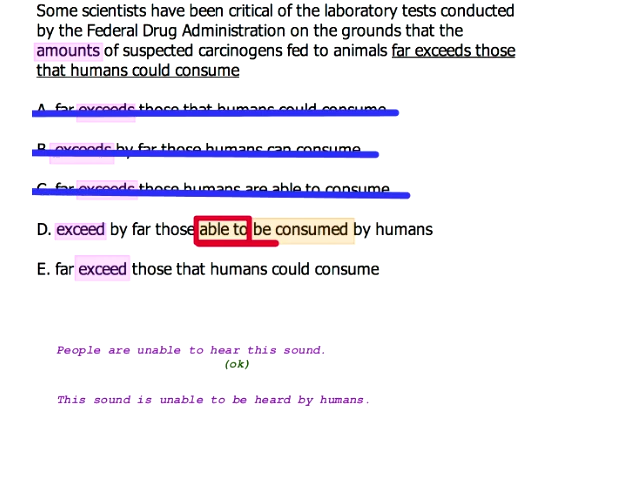 Some scientists have been critical of the laboratory tests conducted
by the Federal Drug Administration on the grounds that the
amounts of suspected carcinogens fed to animals far exceeds those
that humans could consume
A. far exceeds those that humans could consume
B. exceeds by far those humans can consume
C. far exceeds those humans are able to consume
D. exceed by far those able to be consumed by humans
E. far exceed those that humans could consume
People are unable to hear this sound.
(ok)
This sound is unable to be heard by humans.